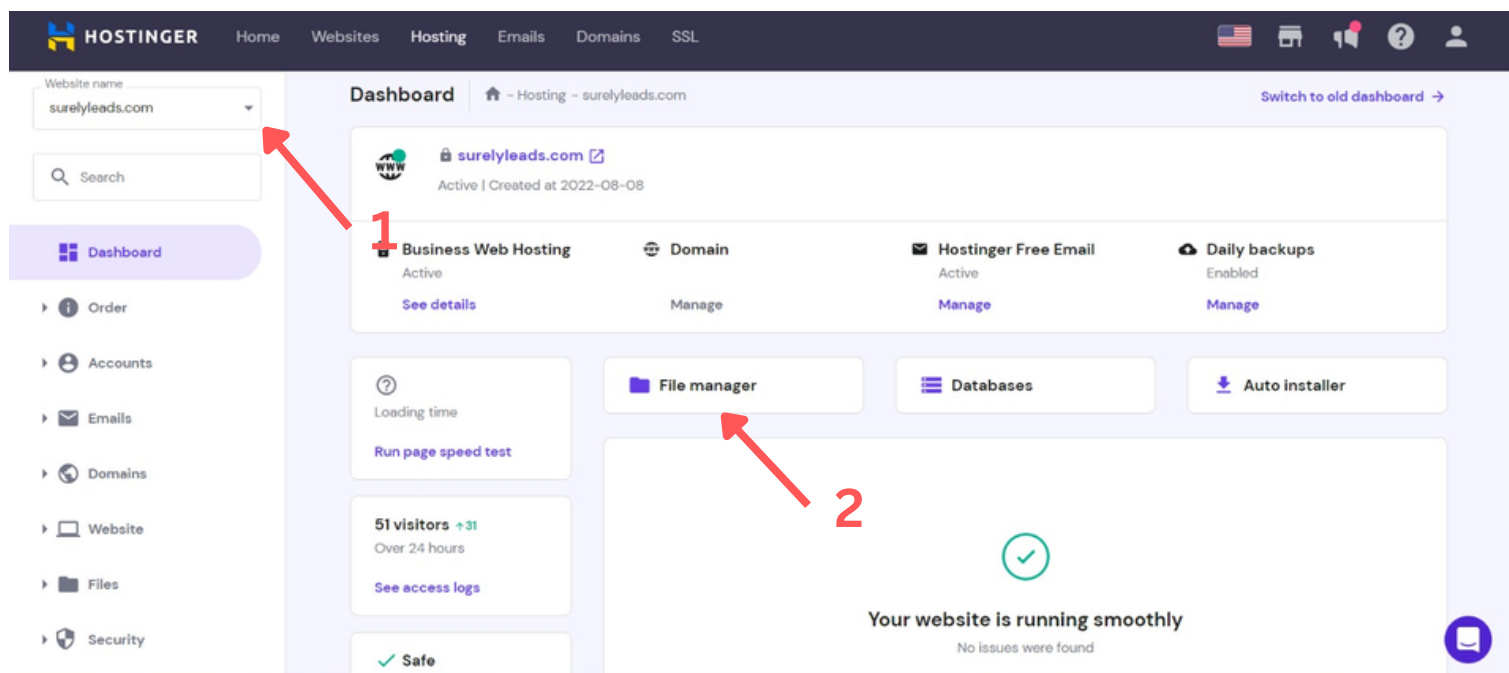 HOSTINGER Home Websites Hosting Emails Domains SSL
Website name
surelyleads.com
Search
Dashboard
Order
Accounts
Emails
Domains
Website
Files
Security
Dashboard - Hosting - surelyleads.com
Switch to old dashboard →
1
www
surelyleads.com
Active | Created at 2022-08-08
Business Web Hosting
Active
See details
Domain
Manage
Hostinger Free Email
Active
Manage
Daily backups
Enabled
Manage
?
Loading time
Run page speed test
File manager
Databases
Auto installer
2
51 visitors ↑31
Over 24 hours
See access logs
Safe
Your website is running smoothly
No issues were found